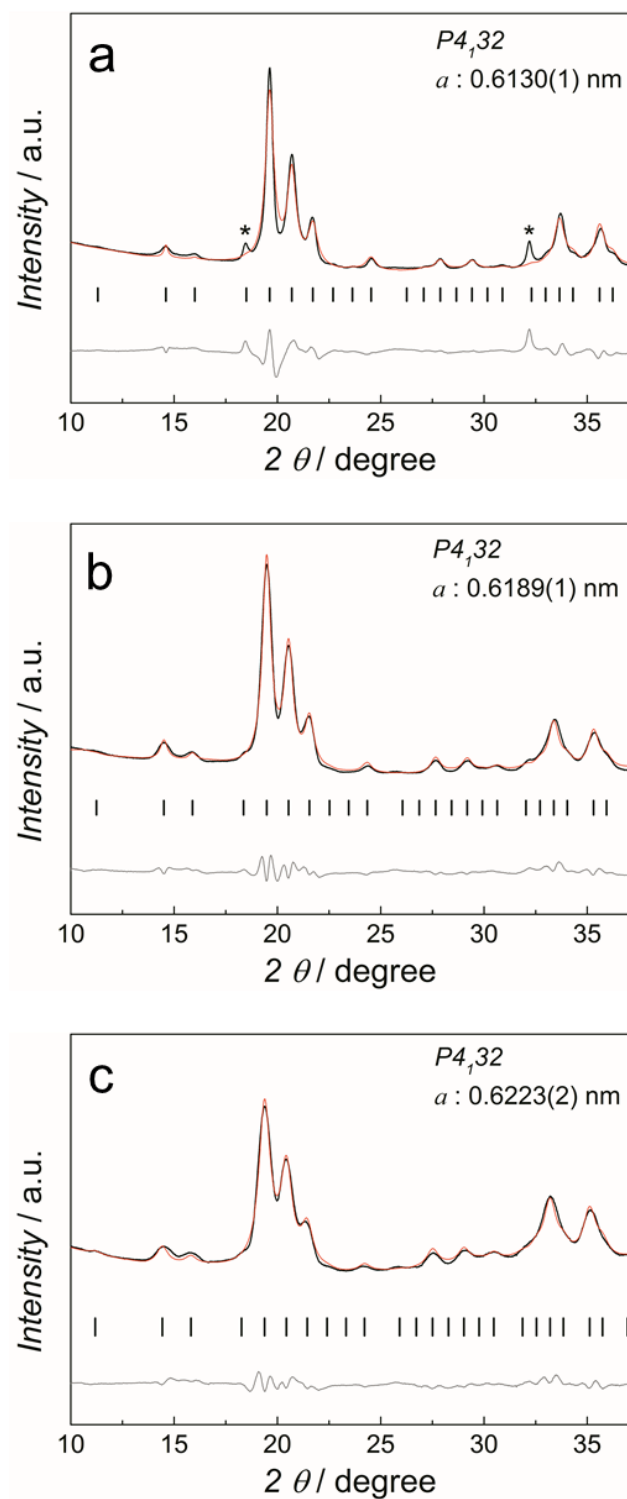 a
P4₁32
a : 0.6130(1) nm
*
*
Intensity / a.u.
10 15 20 25 30 35
2 θ / degree
b
P4₁32
a : 0.6189(1) nm
Intensity / a.u.
10 15 20 25 30 35
2 θ / degree
c
P4₁32
a : 0.6223(2) nm
Intensity / a.u.
10 15 20 25 30 35
2 θ / degree